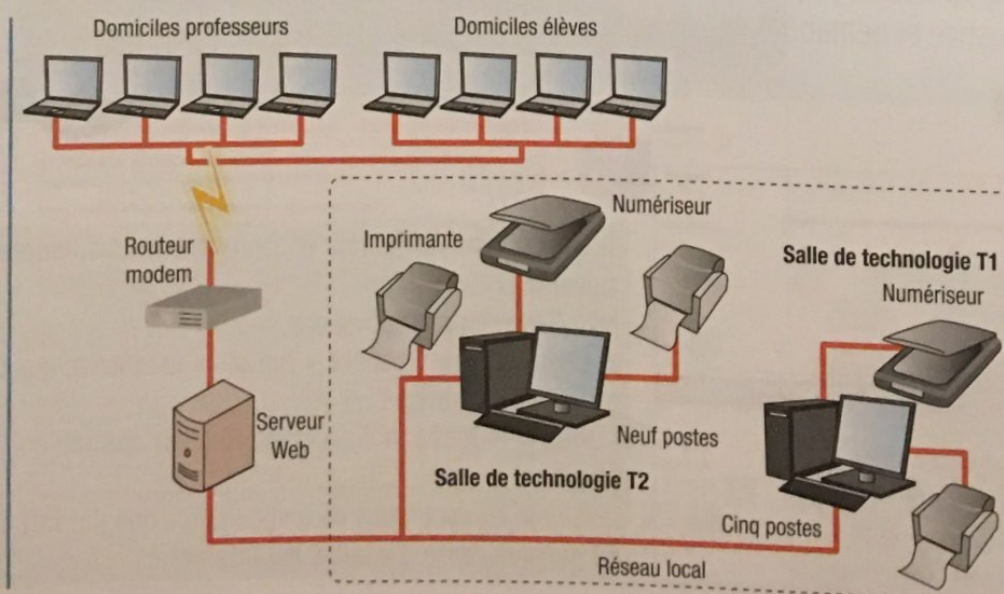 Domiciles professeurs
Domiciles élèves
Numériseur
Imprimante
Routeur
modem
Salle de technologie T1
Numériseur
Serveur
Web
Neuf postes
Salle de technologie T2
Cinq postes
Réseau local